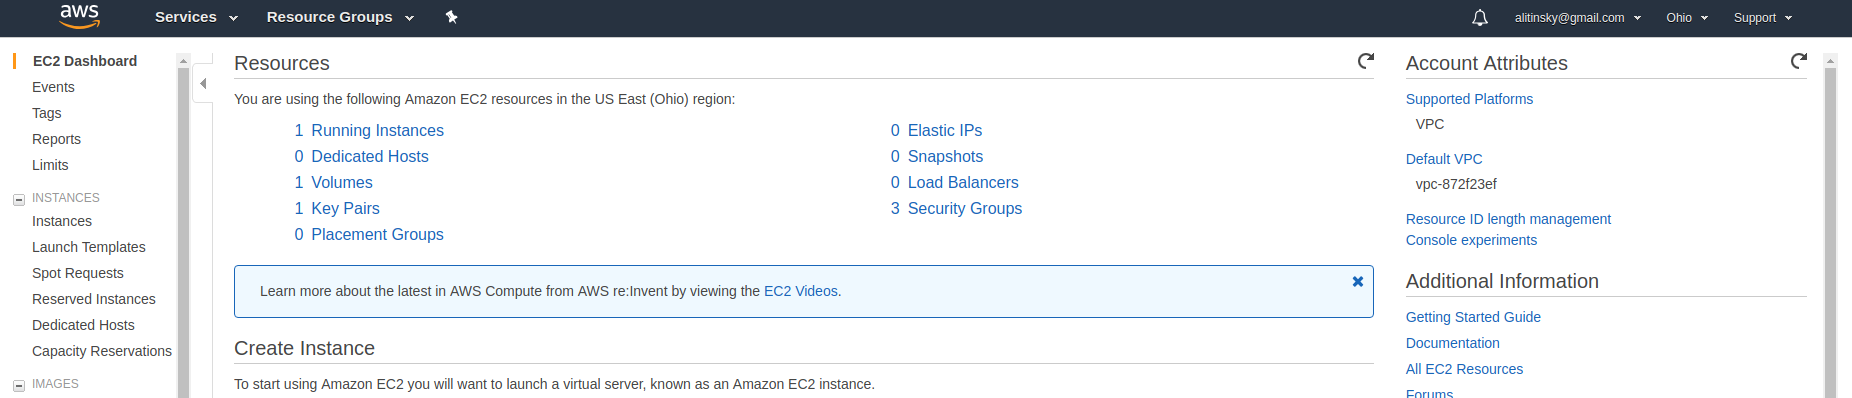 aws Services Resource Groups alitinsky@gmail.com Ohio Support
EC2 Dashboard
Events
Tags
Reports
Limits
INSTANCES
Instances
Launch Templates
Spot Requests
Reserved Instances
Dedicated Hosts
Capacity Reservations
IMAGES
Resources
You are using the following Amazon EC2 resources in the US East (Ohio) region:
1 Running Instances
0 Dedicated Hosts
1 Volumes
1 Key Pairs
0 Placement Groups
0 Elastic IPs
0 Snapshots
0 Load Balancers
3 Security Groups
Learn more about the latest in AWS Compute from AWS re:Invent by viewing the EC2 Videos.
Create Instance
To start using Amazon EC2 you will want to launch a virtual server, known as an Amazon EC2 instance.
Account Attributes
Supported Platforms
VPC
Default VPC
vpc-872f23ef
Resource ID length management
Console experiments
Additional Information
Getting Started Guide
Documentation
All EC2 Resources
Forums